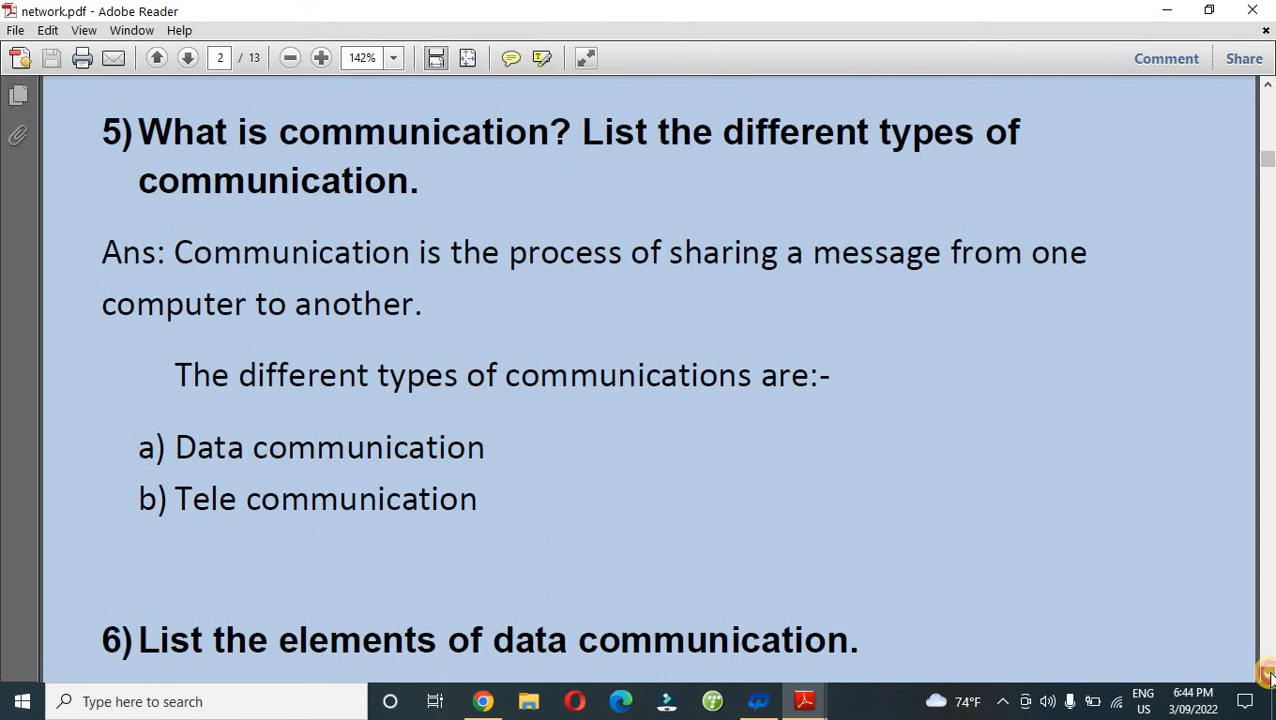 network.pdf - Adobe Reader
File Edit View Window Help
2 / 13 142% Comment Share
5) What is communication? List the different types of
communication.
Ans: Communication is the process of sharing a message from one
computer to another.
The different types of communications are:-
a) Data communication
b) Tele communication
6) List the elements of data communication.
Type here to search 74°F ENG 6:44 PM
US 3/09/2022